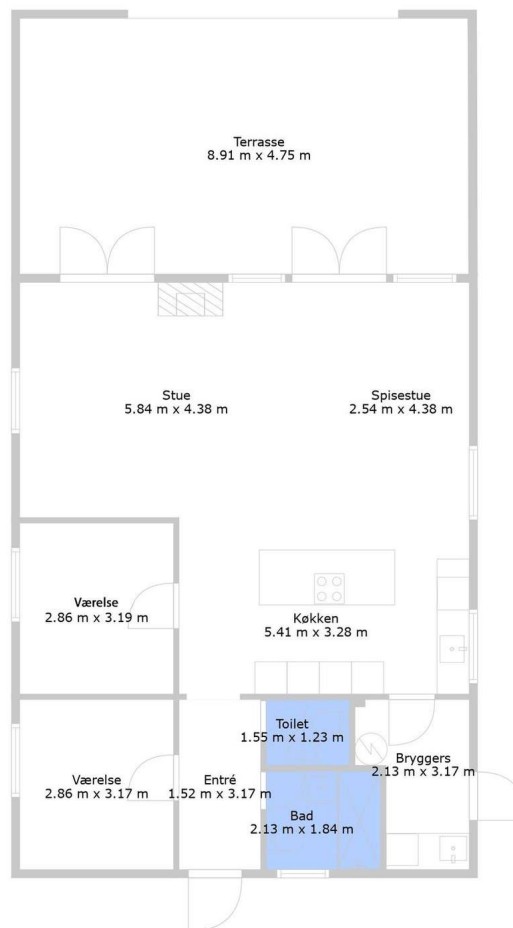 Terrasse
8.91 m x 4.75 m
Stue
5.84 m x 4.38 m
Spisestue
2.54 m x 4.38 m
Værelse
2.86 m x 3.19 m
Køkken
5.41 m x 3.28 m
Toilet
1.55 m x 1.23 m
Værelse
2.86 m x 3.17 m
Entré
1.52 m x 3.17 m
Bryggers
2.13 m x 3.17 m
Bad
2.13 m x 1.84 m